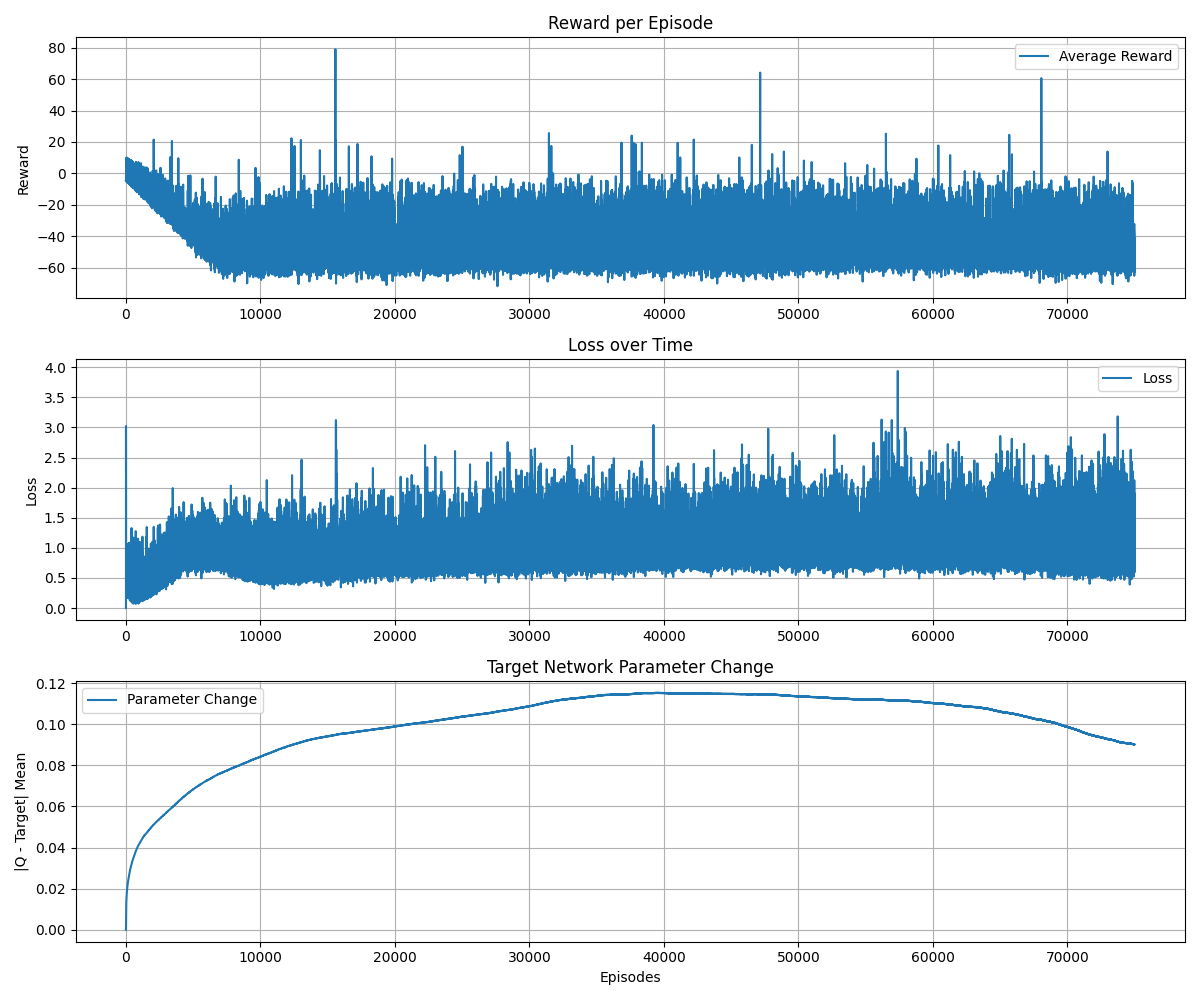 Reward per Episode
Average Reward
Reward
80
60
40
20
0
−20
−40
−60
0 10000 20000 30000 40000 50000 60000 70000
Loss over Time
Loss
Loss
4.0
3.5
3.0
2.5
2.0
1.5
1.0
0.5
0.0
0 10000 20000 30000 40000 50000 60000 70000
Target Network Parameter Change
Parameter Change
|Q - Target| Mean
0.12
0.10
0.08
0.06
0.04
0.02
0.00
0 10000 20000 30000 40000 50000 60000 70000
Episodes